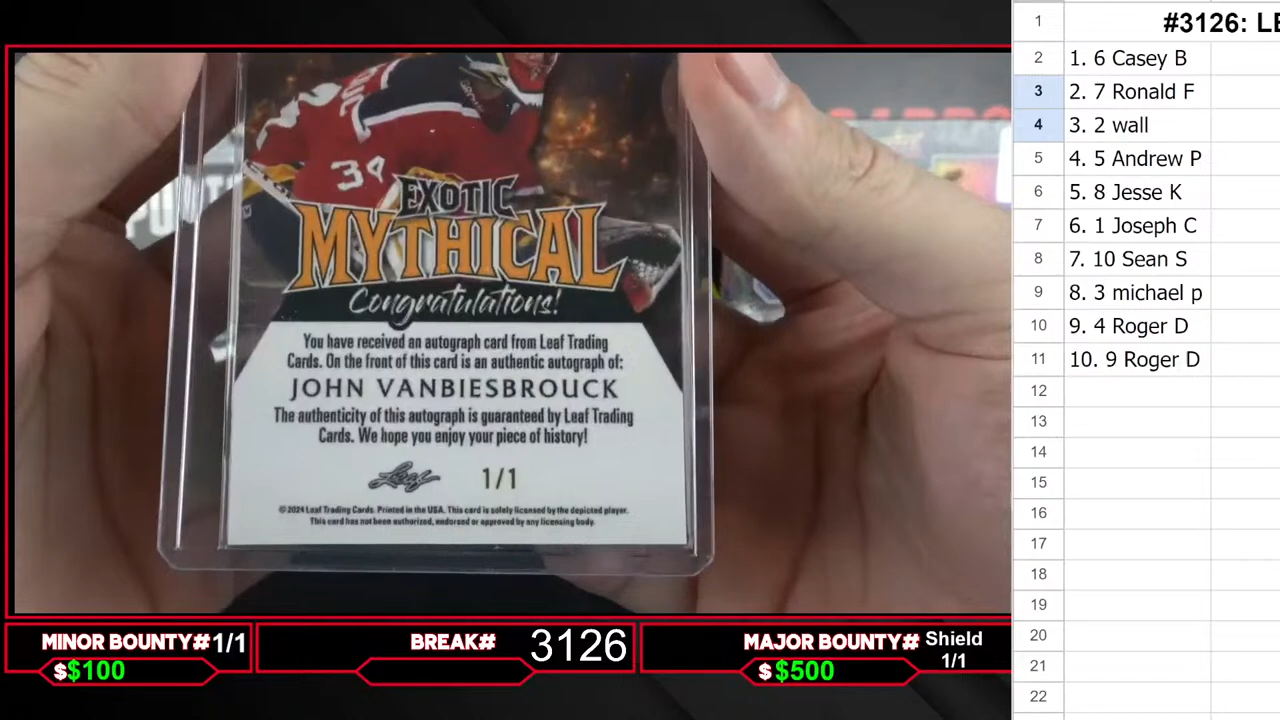 34
EXOTIC
MYTHICAL
Congratulations!
You have received an autograph card from Leaf Trading
Cards. On the front of this card is an authentic autograph of:
JOHN VANBIESBROUCK
The authenticity of this autograph is guaranteed by Leaf Trading
Cards. We hope you enjoy your piece of history!
Leaf 1/1
© 2024 Leaf Trading Cards. Printed in the USA. This card is solely licensed by the depicted player.
This card has not been authorized, endorsed or approved by any licensing body.
MINOR BOUNTY# 1/1
$$100
BREAK# 3126
MAJOR BOUNTY# Shield
1/1
$$500
1 #3126:
2 1. 6 Casey B
3 2. 7 Ronald F
4 3. 2 wall
5 4. 5 Andrew P
6 5. 8 Jesse K
7 6. 1 Joseph C
8 7. 10 Sean S
9 8. 3 michael p
10 9. 4 Roger D
11 10. 9 Roger D
12
13
14
15
16
17
18
19
20
21
22